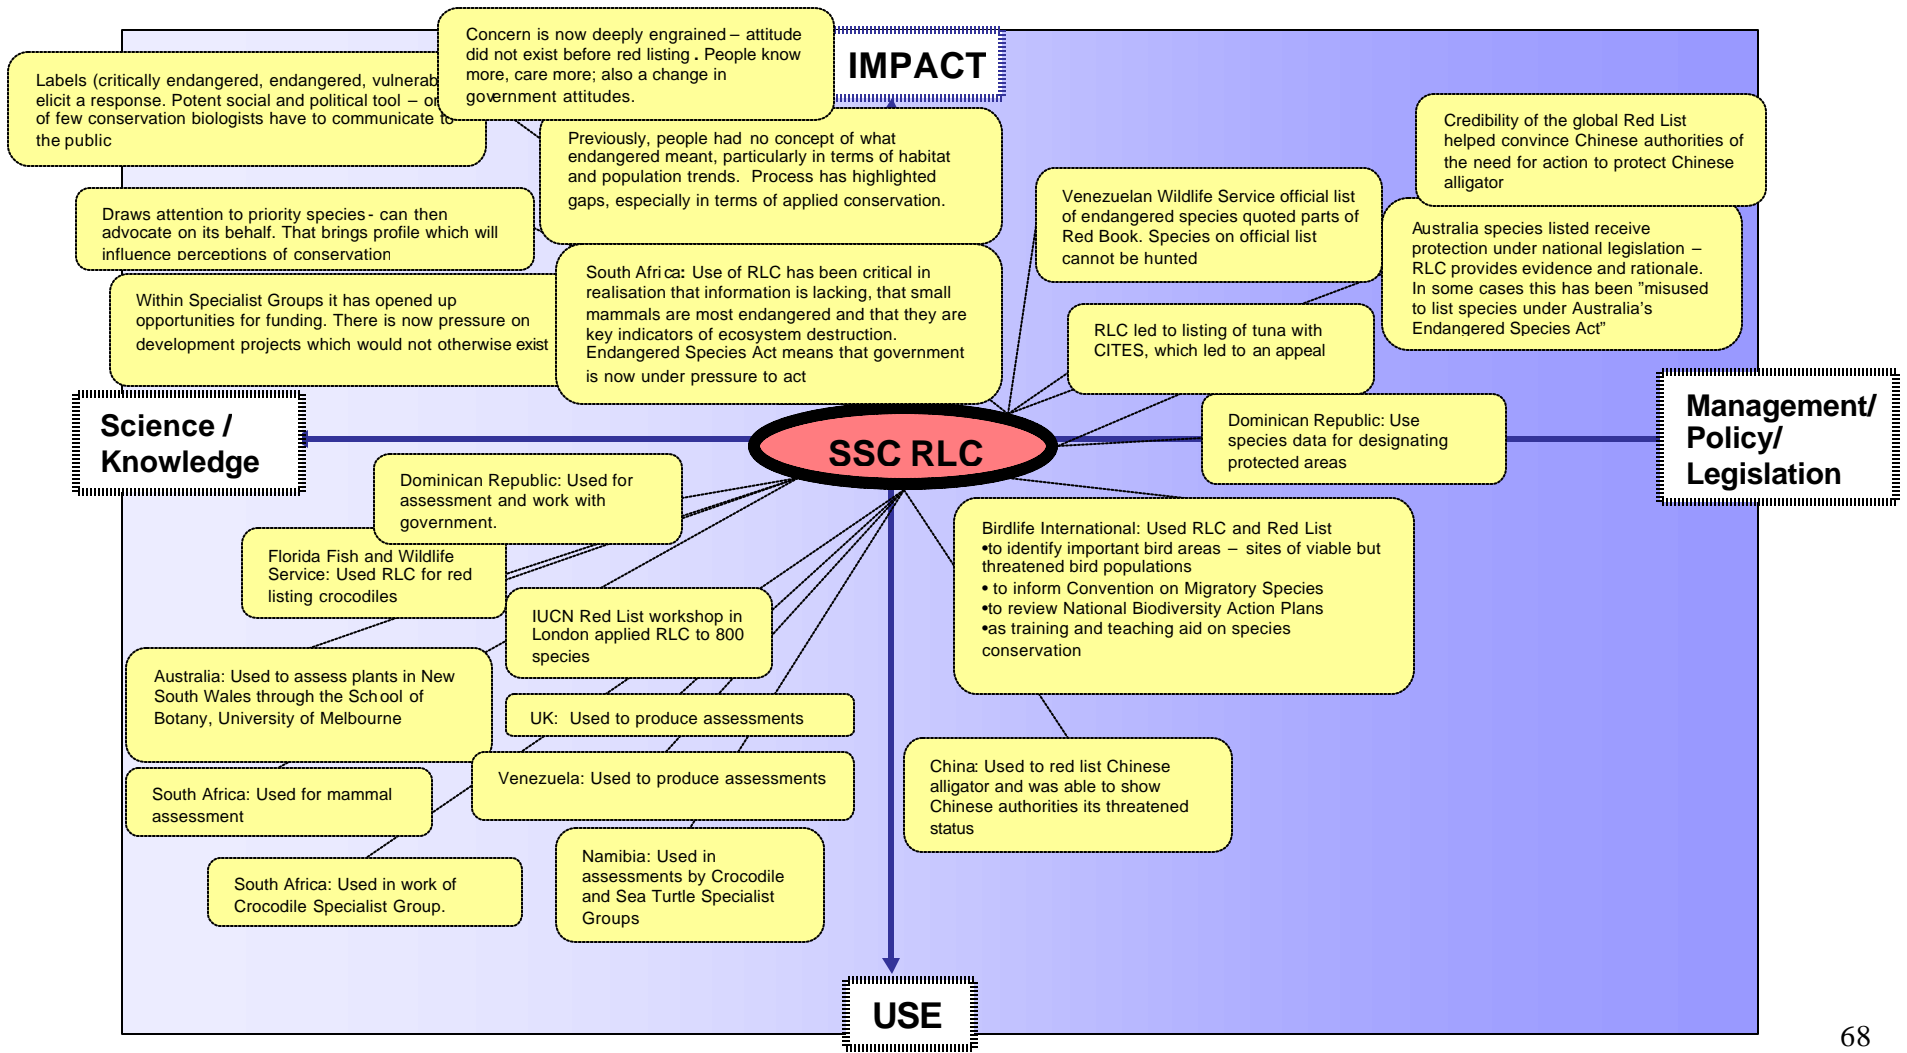 Concern is now deeply engrained – attitude
did not exist before red listing . People know
more, care more; also a change in
government attitudes.
IMPACT
Labels (critically endangered, endangered,
elicit a response. Potent social and political tool –
of few conservation biologists have to communicate to
the public
Previously, people had no concept of what
endangered meant, particularly in terms of habitat
and population trends. Process has highlighted
gaps, especially in terms of applied conservation.
Credibility of the global Red List
helped convince Chinese authorities of
the need for action to protect Chinese
alligator
Draws attention to priority species - can then
advocate on its behalf. That brings profile which will
influence perceptions of conservation
Venezuelan Wildlife Service official list
of endangered species quoted parts of
Red Book. Species on official list
cannot be hunted
Australia species listed receive
protection under national legislation –
RLC provides evidence and rationale.
In some cases this has been ”misused
to list species under Australia’s
Endangered Species Act”
Within Specialist Groups it has opened up
opportunities for funding. There is now pressure on
development projects which would not otherwise exist
South Africa: Use of RLC has been critical in
realisation that information is lacking, that small
mammals are most endangered and that they are
key indicators of ecosystem destruction.
Endangered Species Act means that government
is now under pressure to act
RLC led to listing of tuna with
CITES, which led to an appeal
Science /
Knowledge
SSC RLC
Dominican Republic: Use
species data for designating
protected areas
Management/
Policy/
Legislation
Dominican Republic: Used for
assessment and work with
government.
Florida Fish and Wildlife
Service: Used RLC for red
listing crocodiles
IUCN Red List workshop in
London applied RLC to 800
species
Birdlife International: Used RLC and Red List
•to identify important bird areas – sites of viable but
threatened bird populations
• to inform Convention on Migratory Species
•to review National Biodiversity Action Plans
•as training and teaching aid on species
conservation
Australia: Used to assess plants in New
South Wales through the School of
Botany, University of Melbourne
UK: Used to produce assessments
Venezuela: Used to produce assessments
China: Used to red list Chinese
alligator and was able to show
Chinese authorities its threatened
status
South Africa: Used for mammal
assessment
South Africa: Used in work of
Crocodile Specialist Group.
Namibia: Used in
assessments by Crocodile
and Sea Turtle Specialist
Groups
USE
68